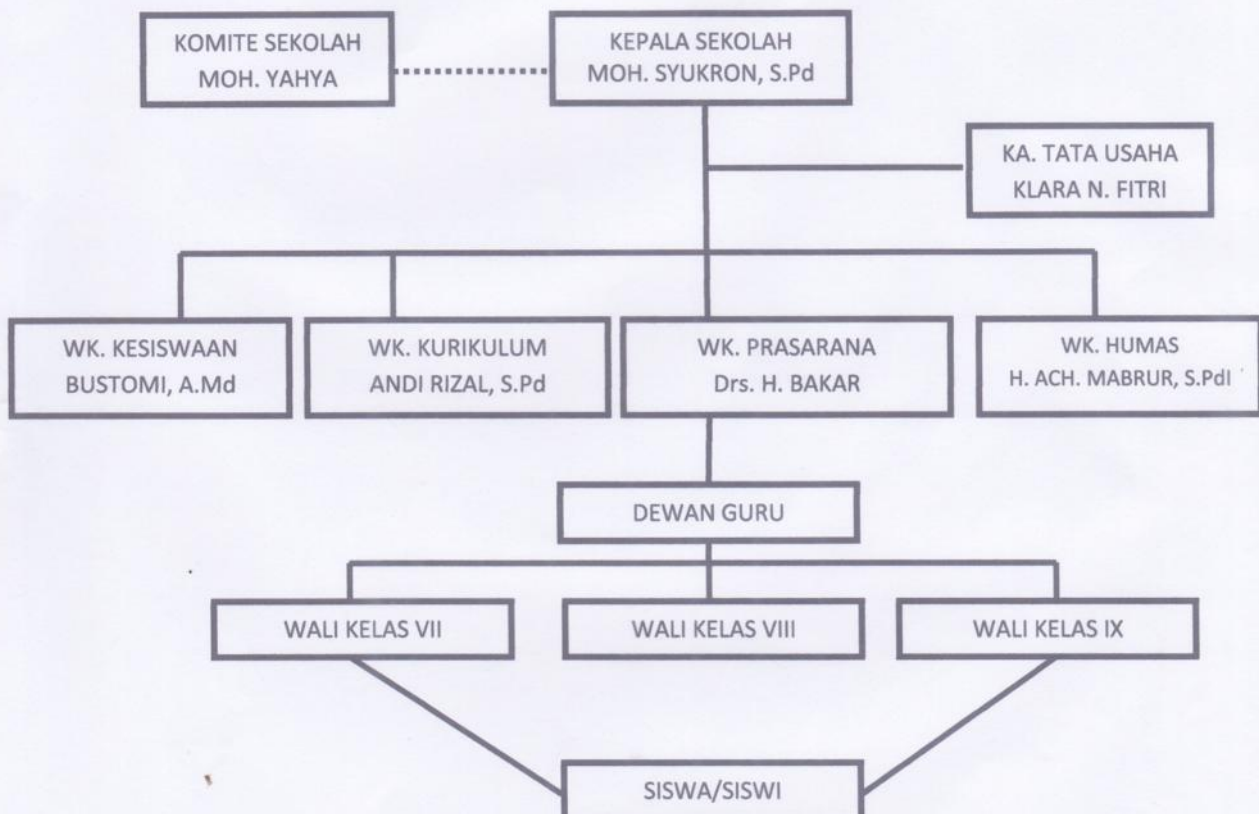 KOMITE SEKOLAH
MOH. YAHYA
KEPALA SEKOLAH
MOH. SYUKRON, S.Pd
KA. TATA USAHA
KLARA N. FITRI
WK. KESISWAAN
BUSTOMI, A.Md
WK. KURIKULUM
ANDI RIZAL, S.Pd
WK. PRASARANA
Drs. H. BAKAR
WK. HUMAS
H. ACH. MABRUR, S.PdI
DEWAN GURU
WALI KELAS VII
WALI KELAS VIII
WALI KELAS IX
SISWA/SISWI